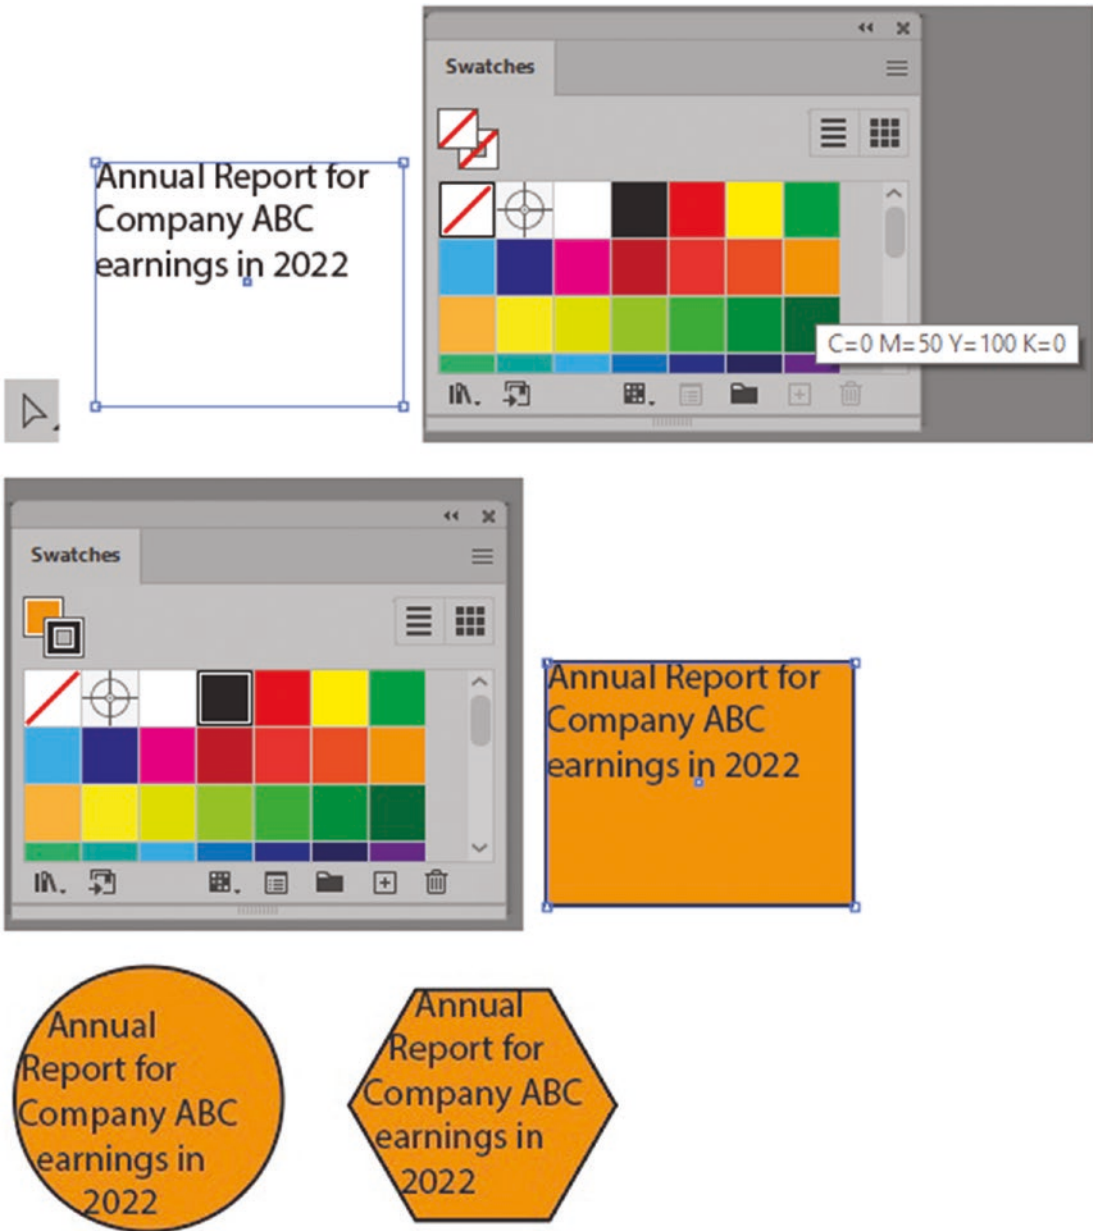 Swatches
Annual Report for
Company ABC
earnings in 2022
C=0 M=50 Y=100 K=0
Swatches
Annual Report for
Company ABC
earnings in 2022
Annual
Report for
Company ABC
earnings in
2022
Annual
Report for
Company ABC
earnings in
2022